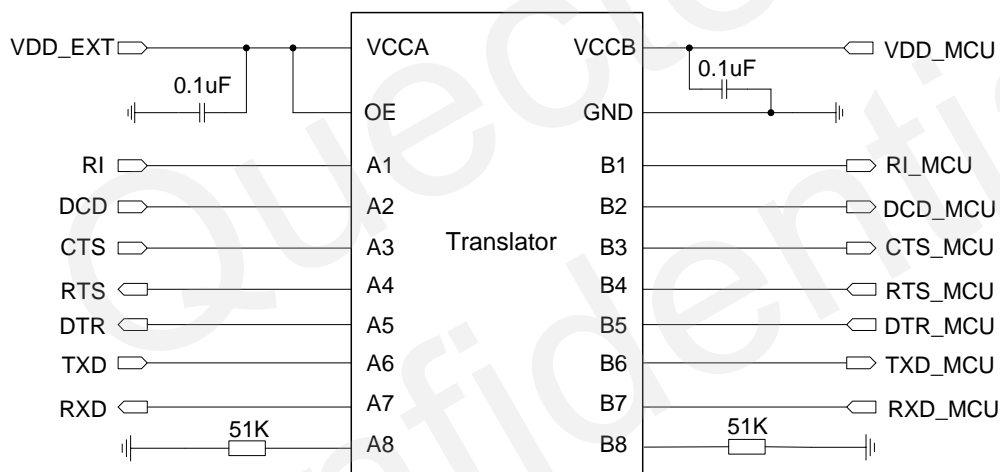 VDD_EXT VCCA VCCB VDD_MCU
0.1uF 0.1uF
OE GND
RI A1 B1 RI_MCU
DCD A2 B2 DCD_MCU
CTS A3 Translator B3 CTS_MCU
RTS A4 B4 RTS_MCU
DTR A5 B5 DTR_MCU
TXD A6 B6 TXD_MCU
RXD A7 B7 RXD_MCU
51K A8 B8 51K